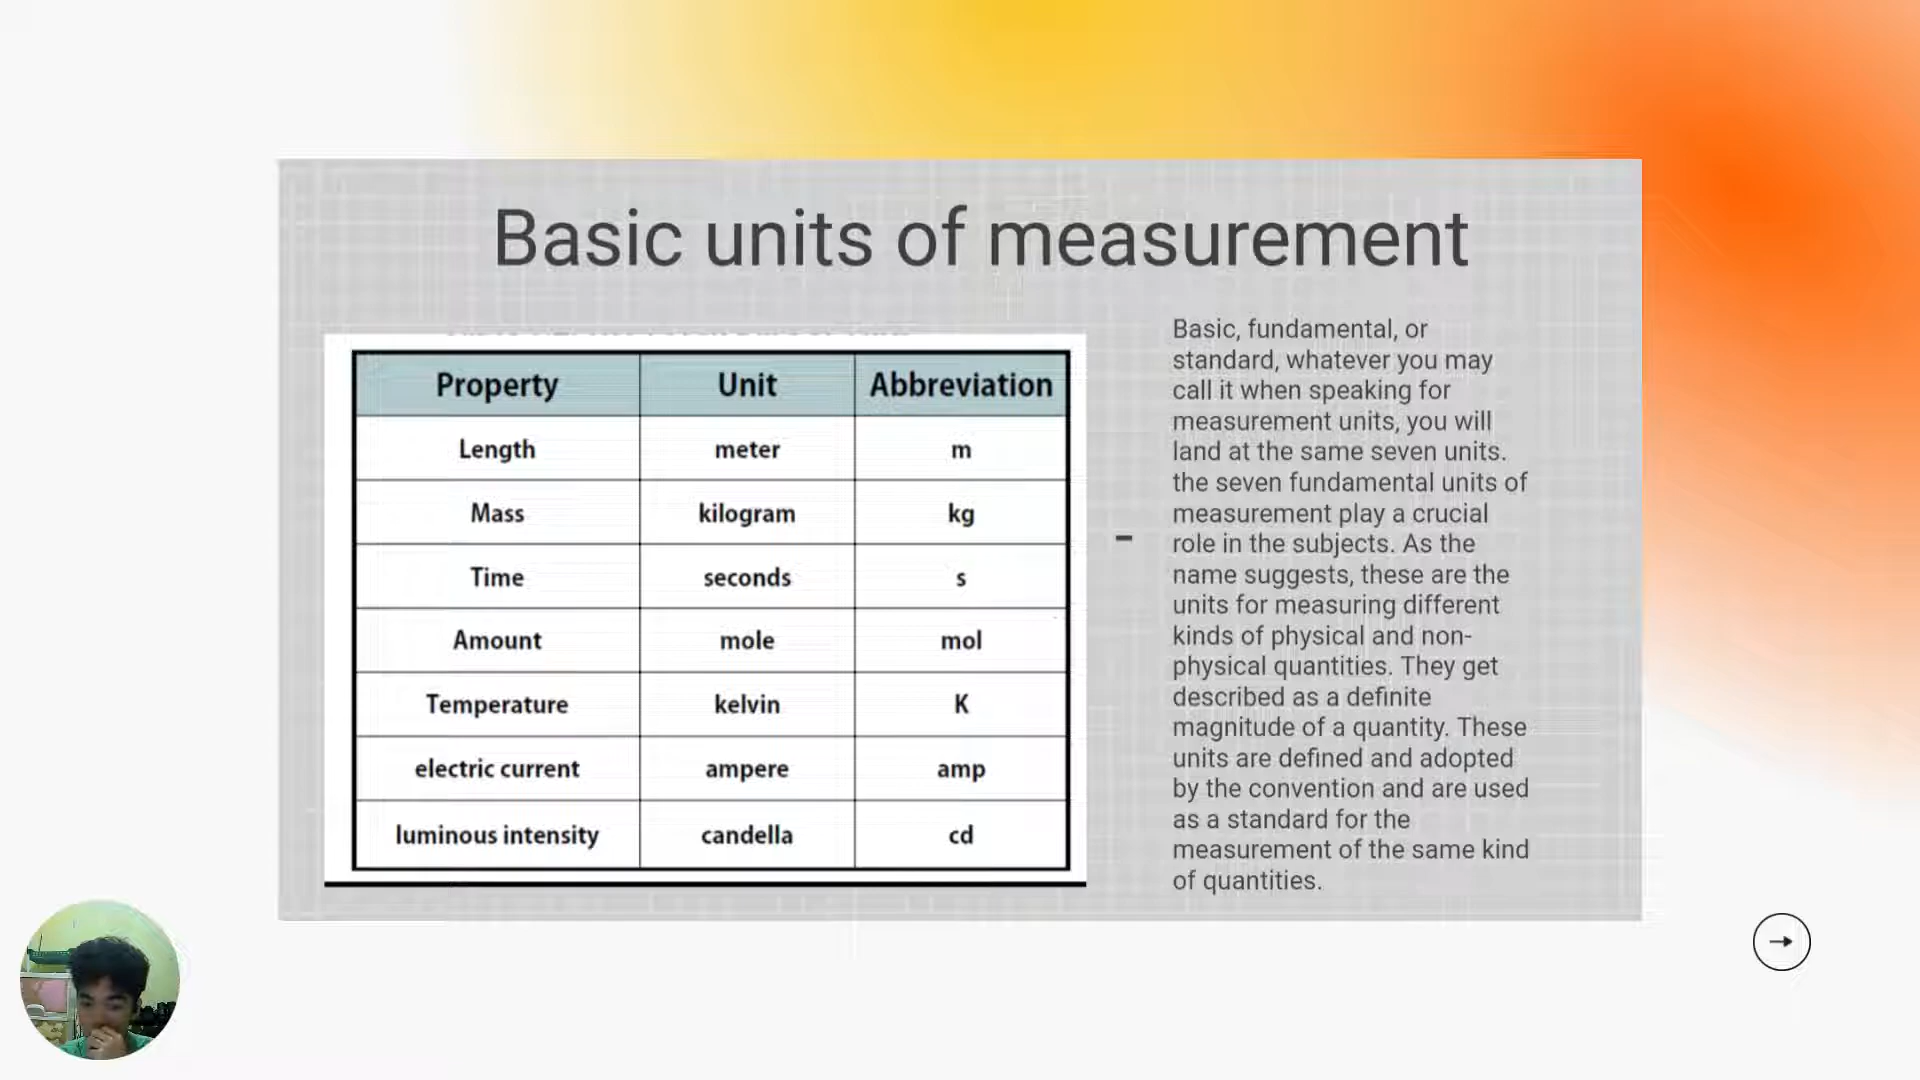 Basic units of measurement
Property Unit Abbreviation
Length meter m
Mass kilogram kg
Time seconds s
Amount mole mol
Temperature kelvin K
electric current ampere amp
luminous intensity candella cd
-
Basic, fundamental, or
standard, whatever you may
call it when speaking for
measurement units, you will
land at the same seven units.
the seven fundamental units of
measurement play a crucial
role in the subjects. As the
name suggests, these are the
units for measuring different
kinds of physical and non-
physical quantities. They get
described as a definite
magnitude of a quantity. These
units are defined and adopted
by the convention and are used
as a standard for the
measurement of the same kind
of quantities.